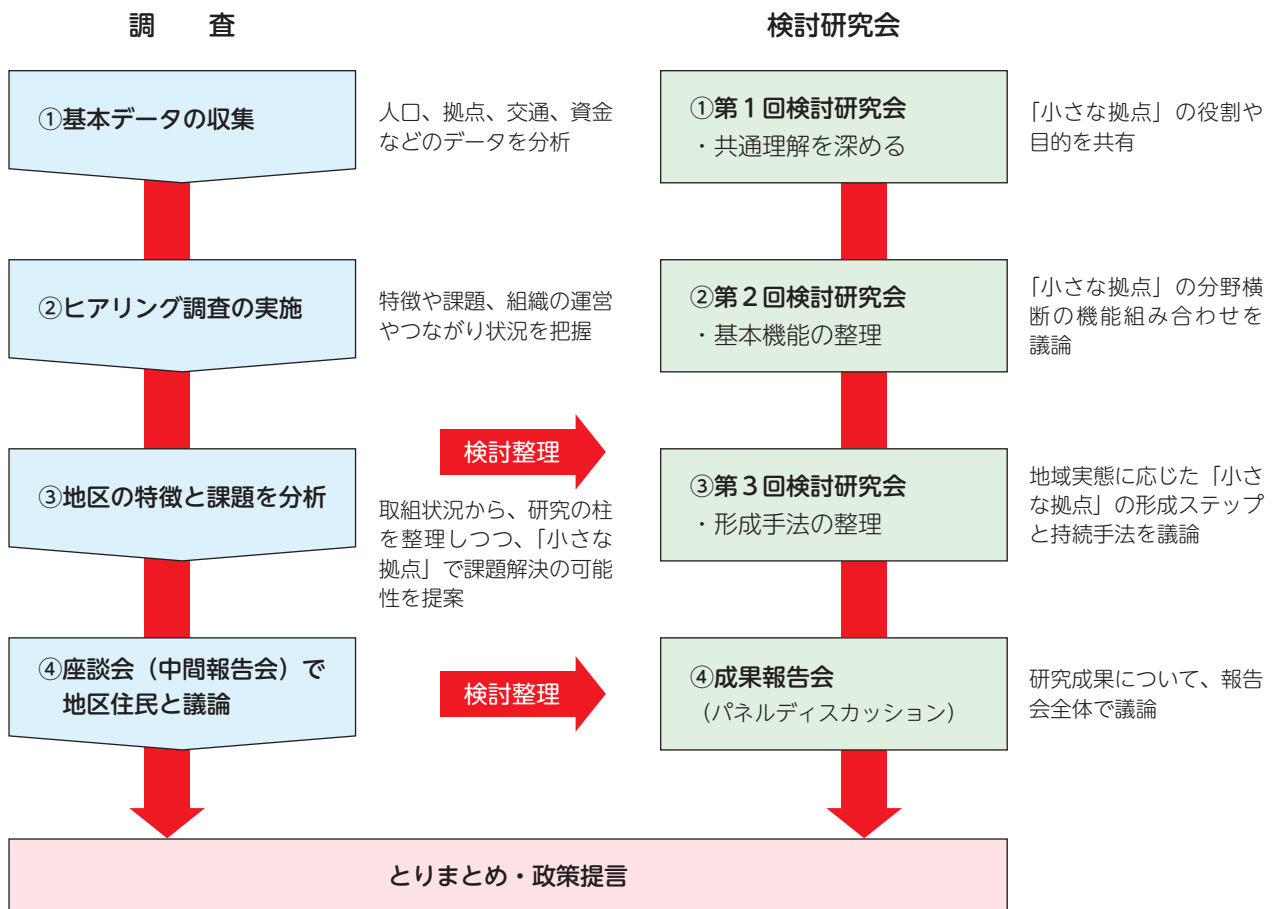 調　査
検討研究会
①基本データの収集
人口、拠点、交通、資金
などのデータを分析
①第１回検討研究会
・共通理解を深める
「小さな拠点」の役割や
目的を共有
②ヒアリング調査の実施
特徴や課題、組織の運営
やつながり状況を把握
②第２回検討研究会
・基本機能の整理
「小さな拠点」の分野横
断の機能組み合わせを
議論
③地区の特徴と課題を分析
検討整理
取組状況から、研究の柱
を整理しつつ、「小さな
拠点」で課題解決の可能
性を提案
③第３回検討研究会
・形成手法の整理
地域実態に応じた「小さ
な拠点」の形成ステップ
と持続手法を議論
④座談会（中間報告会）で
地区住民と議論
検討整理
④成果報告会
（パネルディスカッション）
研究成果について、報告
会全体で議論
とりまとめ・政策提言